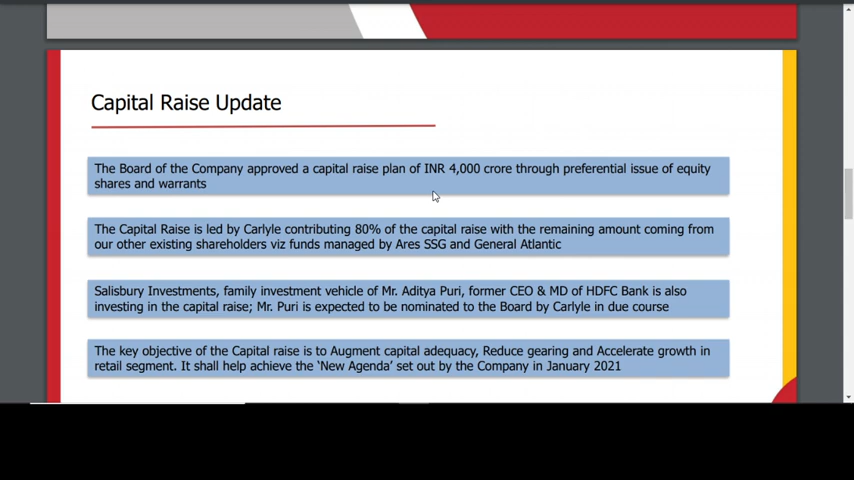 Capital Raise Update
The Board of the Company approved a capital raise plan of INR 4,000 crore through preferential issue of equity
shares and warrants
The Capital Raise is led by Carlyle contributing 80% of the capital raise with the remaining amount coming from
our other existing shareholders viz funds managed by Ares SSG and General Atlantic
Salisbury Investments, family investment vehicle of Mr. Aditya Puri, former CEO & MD of HDFC Bank is also
investing in the capital raise; Mr. Puri is expected to be nominated to the Board by Carlyle in due course
The key objective of the Capital raise is to Augment capital adequacy, Reduce gearing and Accelerate growth in
retail segment. It shall help achieve the ‘New Agenda’ set out by the Company in January 2021